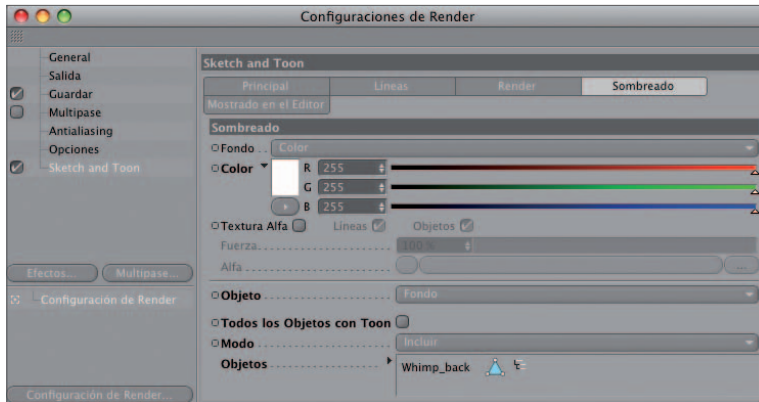 Configuraciones de Render
General
Salida
Guardar
Multipase
Antialiasing
Opciones
Sketch and Toon
Efectos...
Multipase...
Configuración de Render
Configuración de Render...
Sketch and Toon
Principal
Líneas
Render
Sombreado
Mostrado en el Editor
Sombreado
Fondo . . Color
Color R 255
G 255
B 255
Textura Alfa Líneas Objetos
Fuerza. . . . . . . . . . . . . . . . . . . . . . 100 %
Alfa . . . . . . . . . . . . . . . . . . . . . . . . ...
Objeto . . . . . . . . . . . . . . . . . . . . . Fondo
Todos los Objetos con Toon
Modo . . . . . . . . . . . . . . . . . . . . . . Incluir
Objetos . . . . . . . . . . . . . . . . . . . . Whimp_back